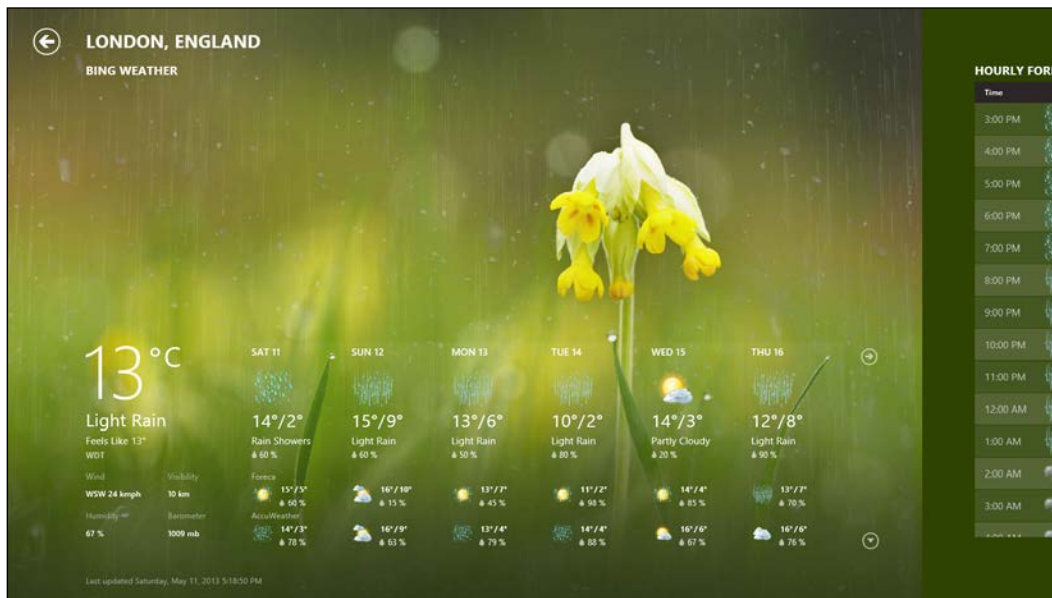 LONDON, ENGLAND
BING WEATHER
13°C
Light Rain
Feels Like 13°
WDT
Wind
Visibility
WSW 24 kmph
10 km
Humidity
Barometer
67 %
1009 mb
SAT 11
SUN 12
MON 13
TUE 14
WED 15
THU 16
14°/2°
15°/9°
13°/6°
10°/2°
14°/3°
12°/8°
Rain Showers
Light Rain
Light Rain
Light Rain
Partly Cloudy
Light Rain
60 %
60 %
50 %
80 %
20 %
90 %
Foreca
15°/5°
16°/10°
13°/7°
11°/2°
14°/4°
13°/7°
60 %
15 %
45 %
98 %
85 %
70 %
AccuWeather
14°/3°
16°/9°
13°/4°
14°/4°
16°/6°
16°/6°
78 %
63 %
79 %
88 %
67 %
76 %
Last updated Saturday, May 11, 2013 5:18:50 PM
HOURLY FOR
Time
3:00 PM
4:00 PM
5:00 PM
6:00 PM
7:00 PM
8:00 PM
9:00 PM
10:00 PM
11:00 PM
12:00 AM
1:00 AM
2:00 AM
3:00 AM